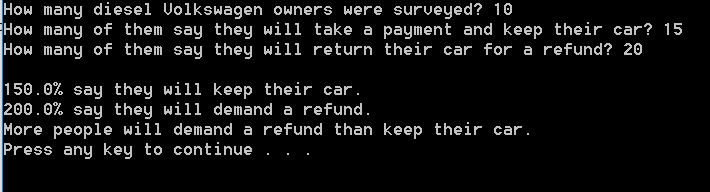 How many diesel Volkswagen owners were surveyed? 10
How many of them say they will take a payment and keep their car? 15
How many of them say they will return their car for a refund? 20
150.0% say they will keep their car.
200.0% say they will demand a refund.
More people will demand a refund than keep their car.
Press any key to continue . . .